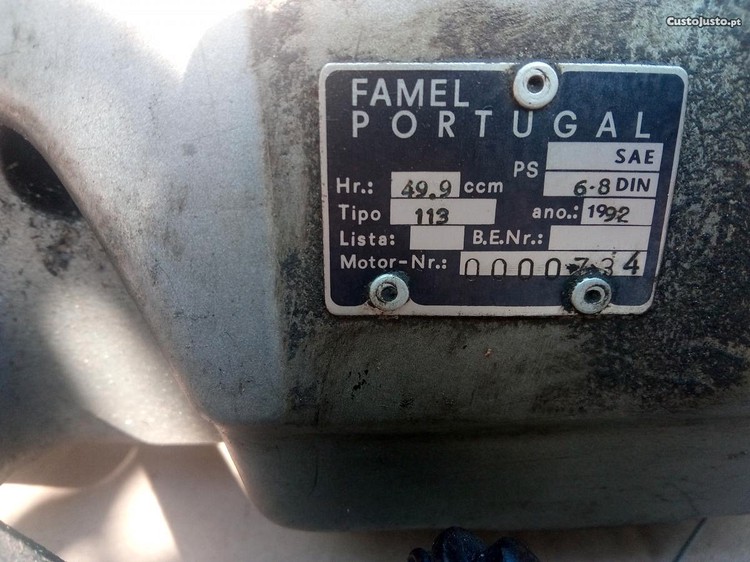 CustoJusto.pt
FAMEL
PORTUGAL
PS SAE
Hr.: 49.9 ccm 6.8 DIN
Tipo 113 ano.: 1992
Lista: B.E.Nr.:
Motor-Nr.: 0000734